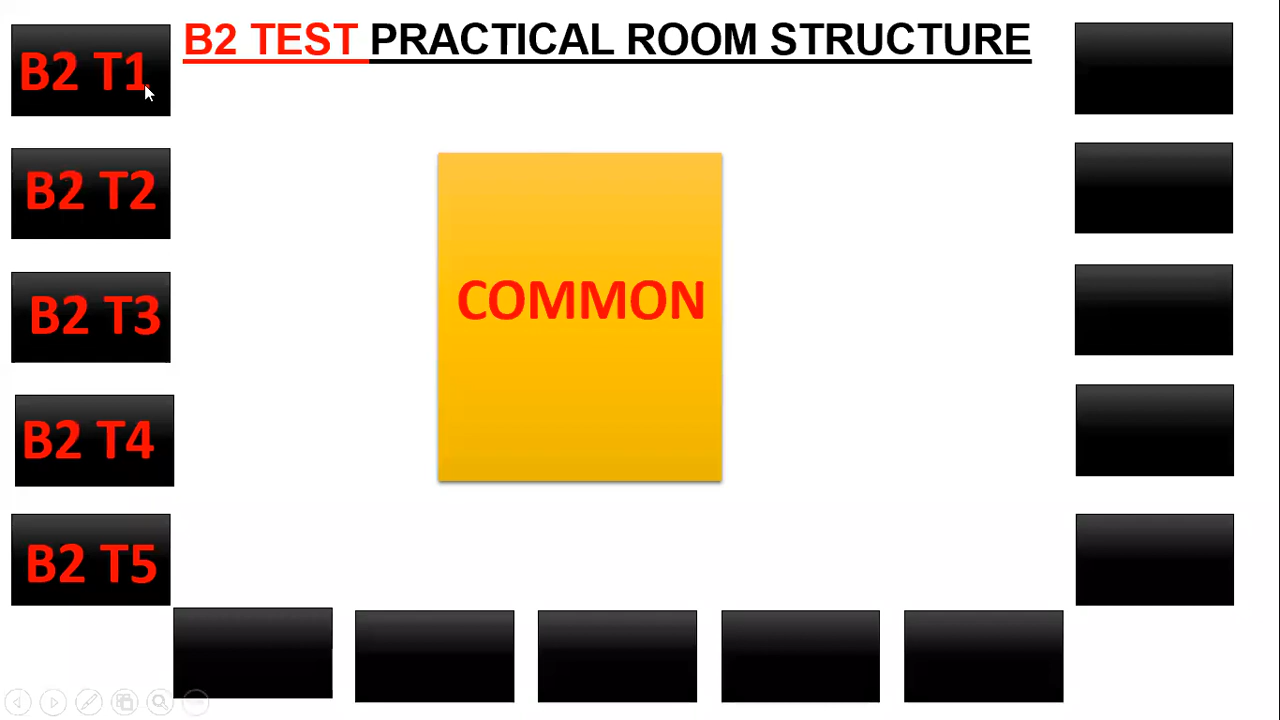 B2 TEST PRACTICAL ROOM STRUCTURE
B2 T1
B2 T2
B2 T3
B2 T4
B2 T5
COMMON